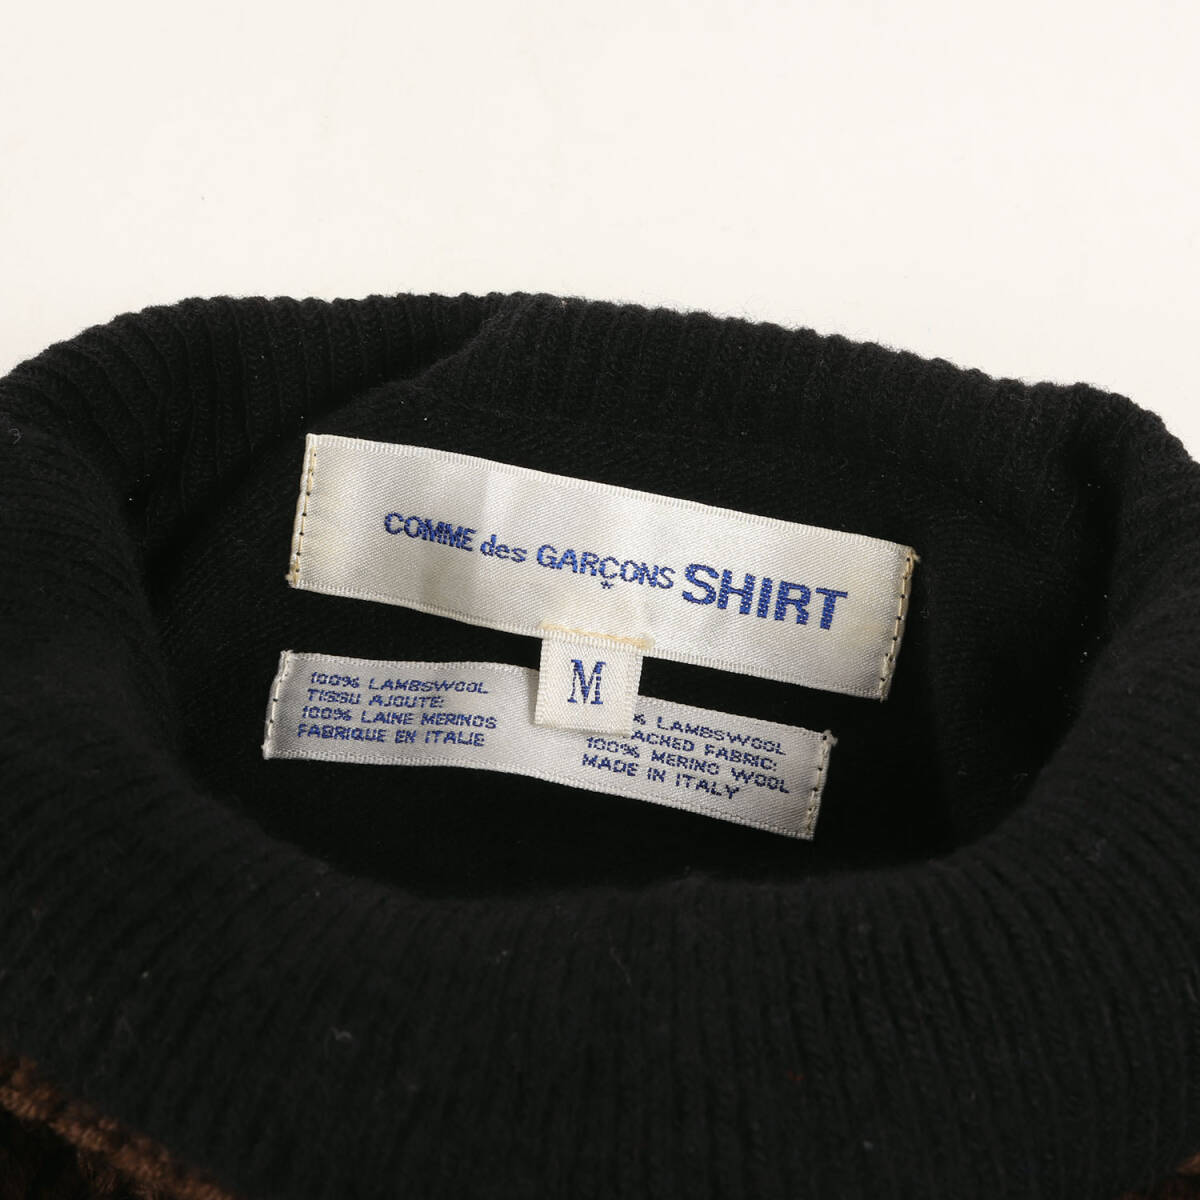 COMME des GARÇONS SHIRT
M
100% LAMBSWOOL
TISSU AJOUTE:
100% LAINE MERINOS
FABRIQUE EN ITALIE
% LAMBSWOOL
ACHED FABRIC:
100% MERINO WOOL
MADE IN ITALY